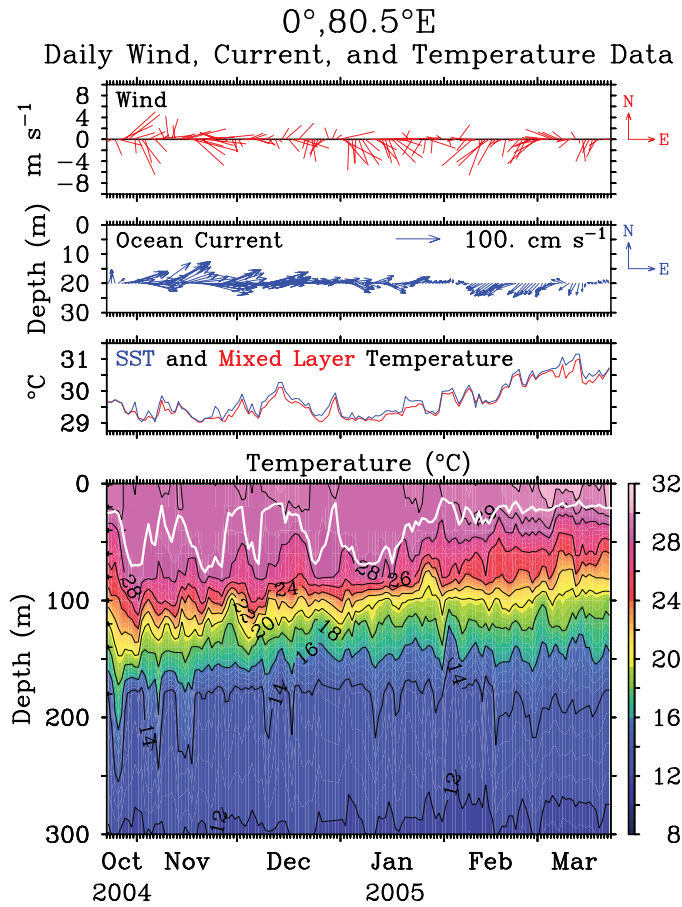 0°,80.5°E
Daily Wind, Current, and Temperature Data
Wind
m s⁻¹
8
4
0
−4
−8
N
E
Ocean Current
100. cm s⁻¹
Depth (m)
0
10
20
30
N
E
SST and Mixed Layer Temperature
°C
31
30
29
Temperature (°C)
Depth (m)
0
100
200
300
28
29
28
26
24
22
20
18
16
14
14
14
12
12
32
28
24
20
16
12
8
Oct Nov Dec Jan Feb Mar
2004 2005